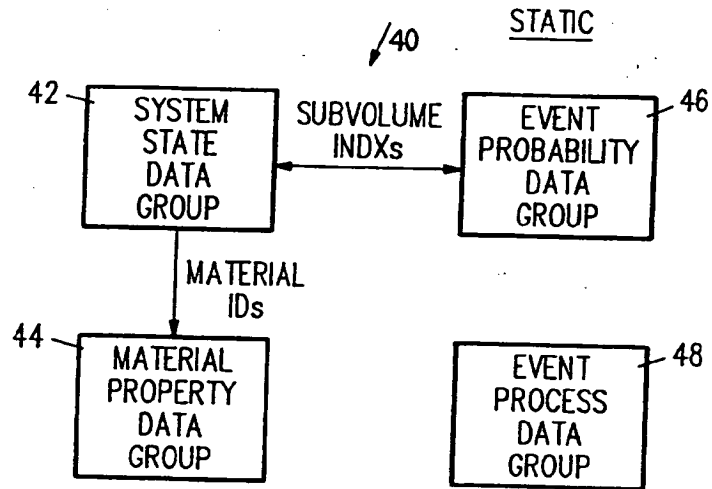 STATIC
40
42
SYSTEM
STATE
DATA
GROUP
SUBVOLUME
INDXs
46
EVENT
PROBABILITY
DATA
GROUP
MATERIAL
IDs
44
MATERIAL
PROPERTY
DATA
GROUP
48
EVENT
PROCESS
DATA
GROUP